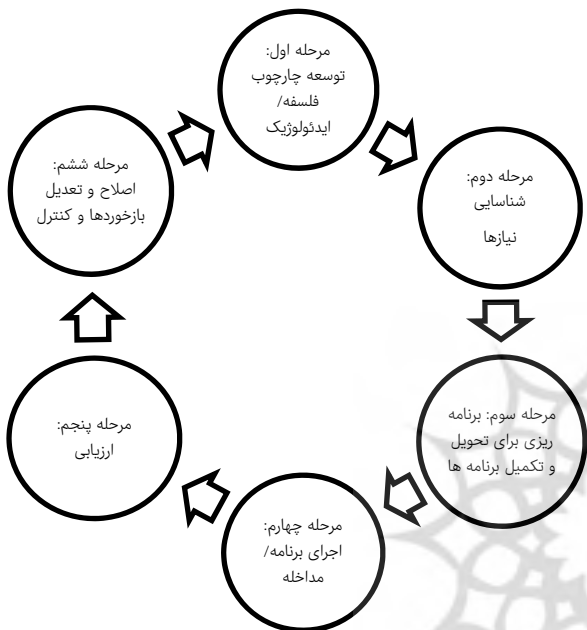 مرحله اول:
توسعه چارچوب
فلسفه/
ایدئولوژیک
مرحله دوم:
شناسایی
نیازها
مرحله سوم: برنامه
ریزی برای تحویل
و تکمیل برنامه ها
مرحله چهارم:
اجرای برنامه/
مداخله
مرحله پنجم:
ارزیابی
مرحله ششم:
اصلاح و تعدیل
بازخوردها و کنترل